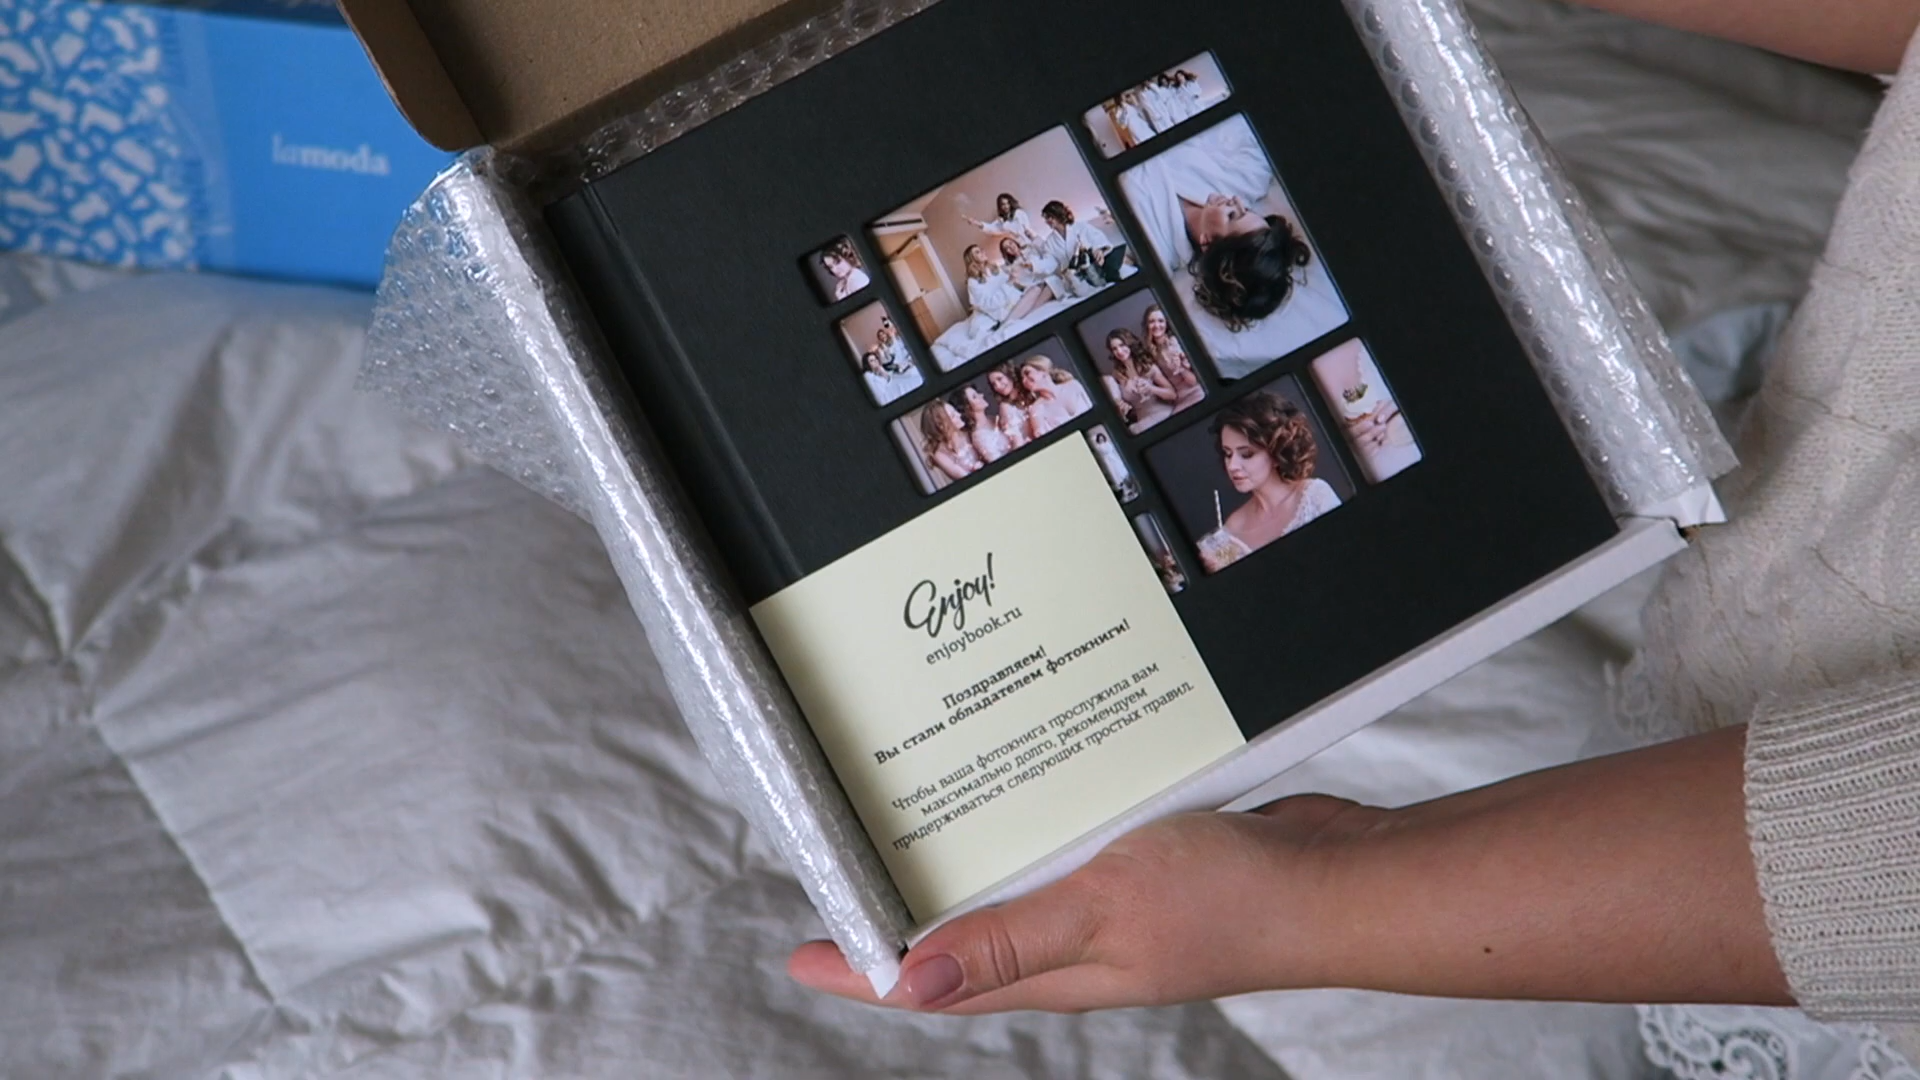 lamoda
Enjoy!
enjoybook.ru
Поздравляем!
Вы стали обладателем фотокниги!
Чтобы ваша фотокнига прослужила вам
максимально долго, рекомендуем
придерживаться следующих простых правил.